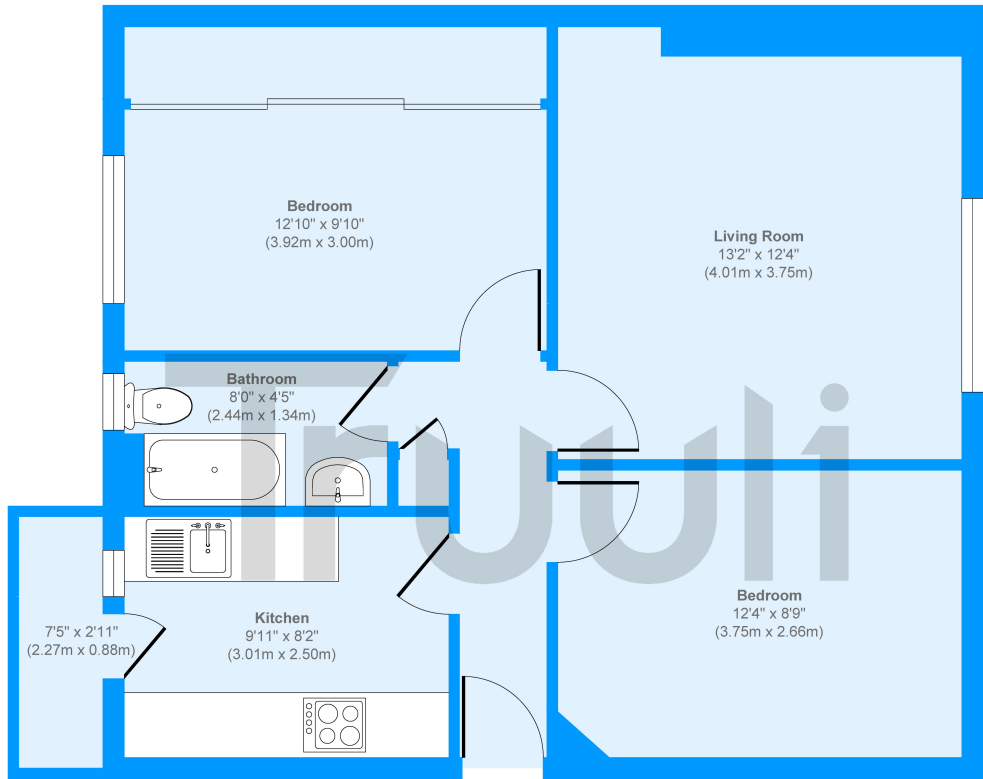 Bedroom
12'10" x 9'10"
(3.92m x 3.00m)
Living Room
13'2" x 12'4"
(4.01m x 3.75m)
Bathroom
8'0" x 4'5"
(2.44m x 1.34m)
Truuli
Kitchen
9'11" x 8'2"
(3.01m x 2.50m)
7'5" x 2'11"
(2.27m x 0.88m)
Bedroom
12'4" x 8'9"
(3.75m x 2.66m)